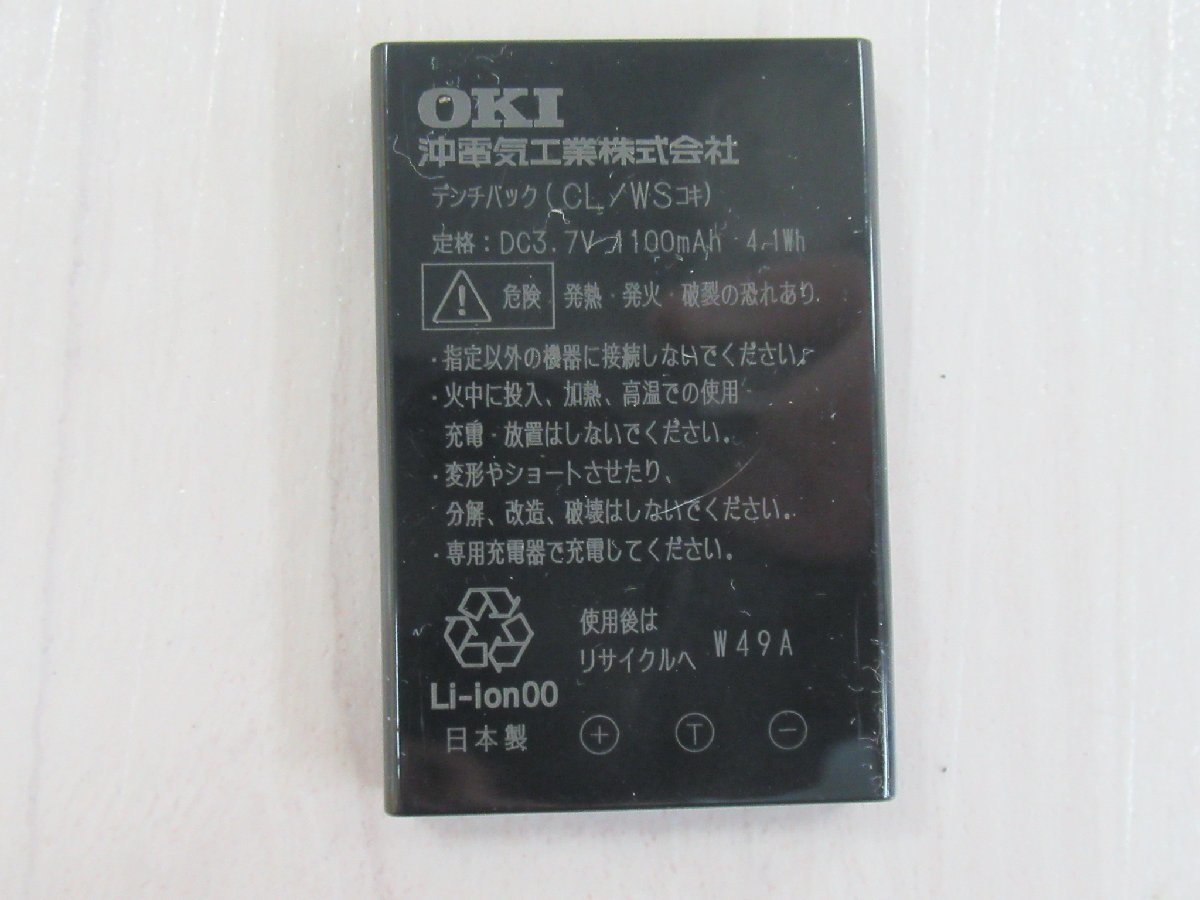 OKI
沖電気工業株式会社
デンチパック(CL/WSコキ)
定格:DC3.7V 1100mAh 4.1Wh
危険 発熱・発火・破裂の恐れあり.
・指定以外の機器に接続しないでください。
・火中に投入、加熱、高温での使用
充電・放置はしないでください。
・変形やショートさせたり、
分解、改造、破壊はしないでください。
・専用充電器で充電してください。
使用後は
リサイクルへ W49A
Li-ion00
日本製 + T -